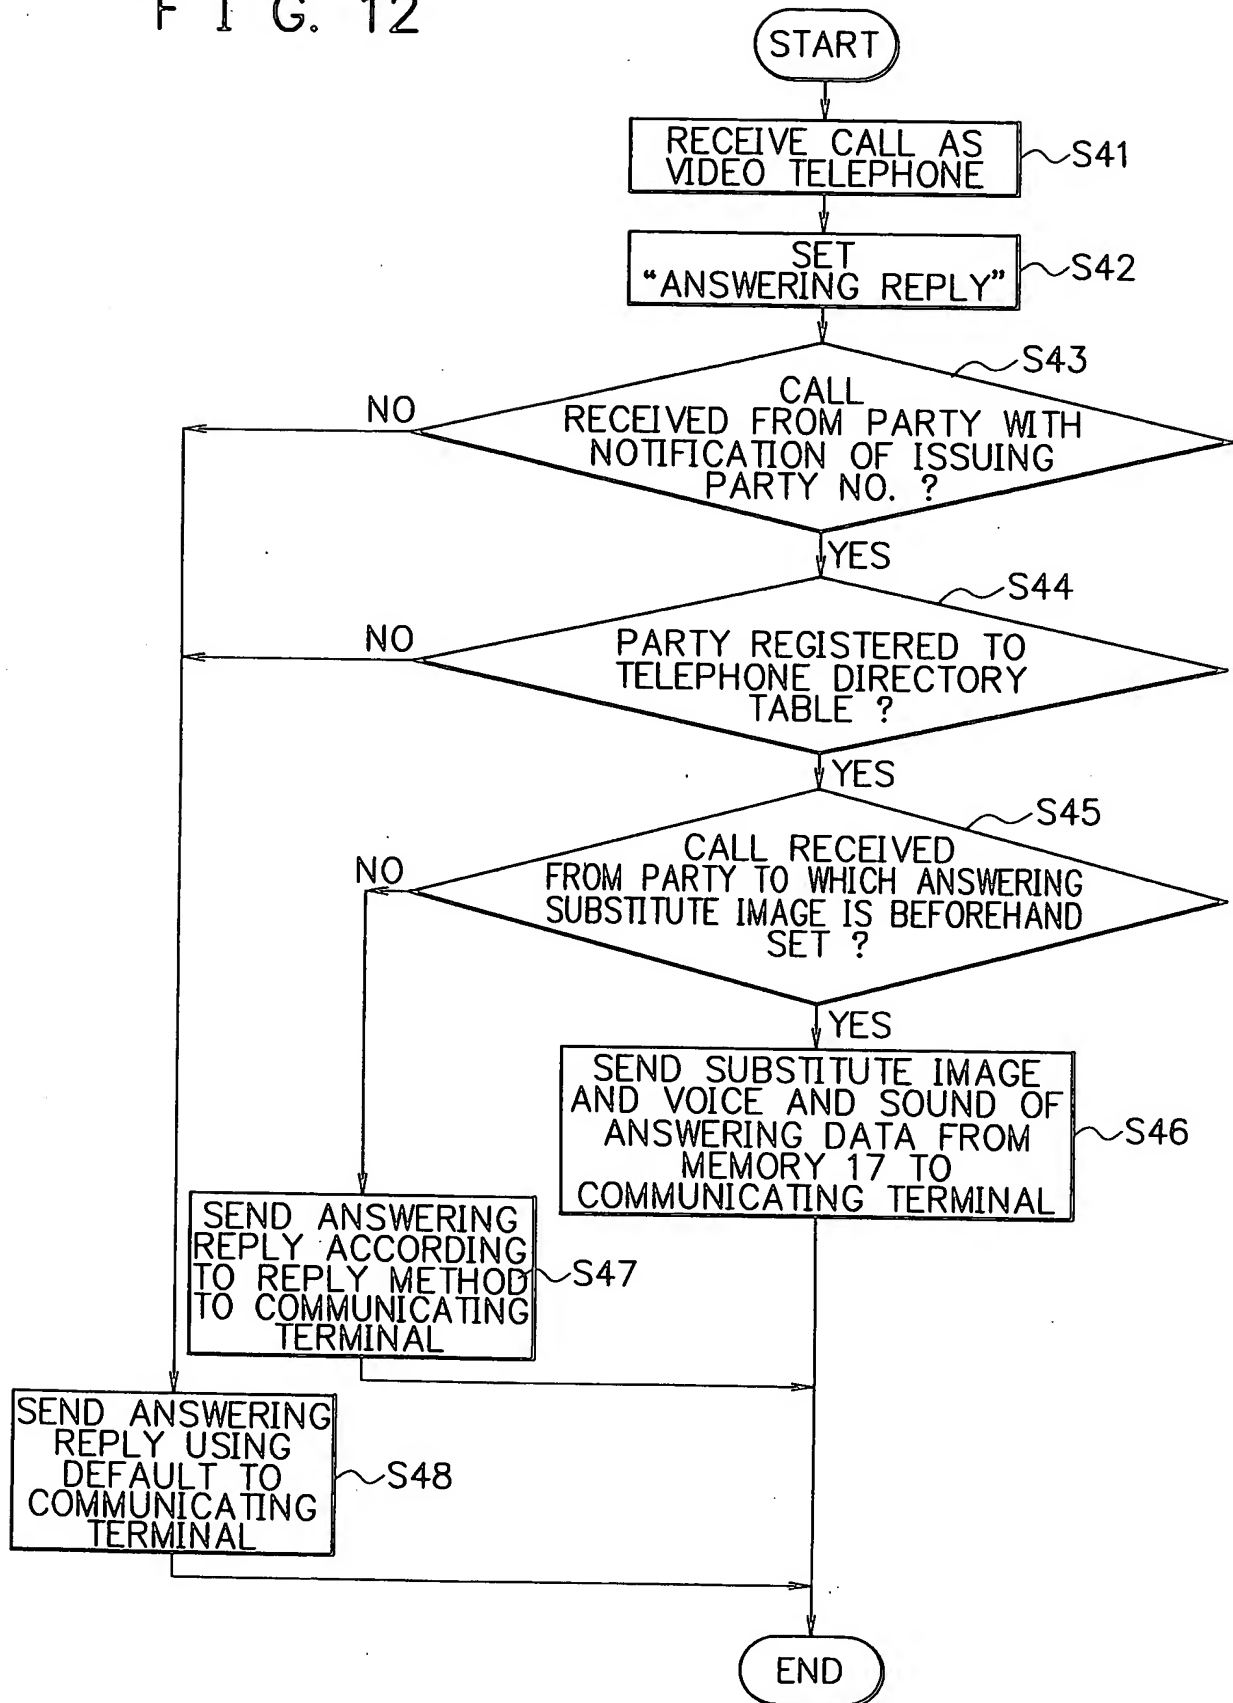 F I G. 12
START
RECEIVE CALL AS
VIDEO TELEPHONE
S41
SET
“ANSWERING REPLY”
S42
S43
CALL
RECEIVED FROM PARTY WITH
NOTIFICATION OF ISSUING
PARTY NO. ?
NO
YES
S44
PARTY REGISTERED TO
TELEPHONE DIRECTORY
TABLE ?
NO
YES
S45
CALL RECEIVED
FROM PARTY TO WHICH ANSWERING
SUBSTITUTE IMAGE IS BEFOREHAND
SET ?
NO
YES
SEND SUBSTITUTE IMAGE
AND VOICE AND SOUND OF
ANSWERING DATA FROM
MEMORY 17 TO
COMMUNICATING TERMINAL
S46
SEND ANSWERING
REPLY ACCORDING
TO REPLY METHOD
TO COMMUNICATING
TERMINAL
S47
SEND ANSWERING
REPLY USING
DEFAULT TO
COMMUNICATING
TERMINAL
S48
END